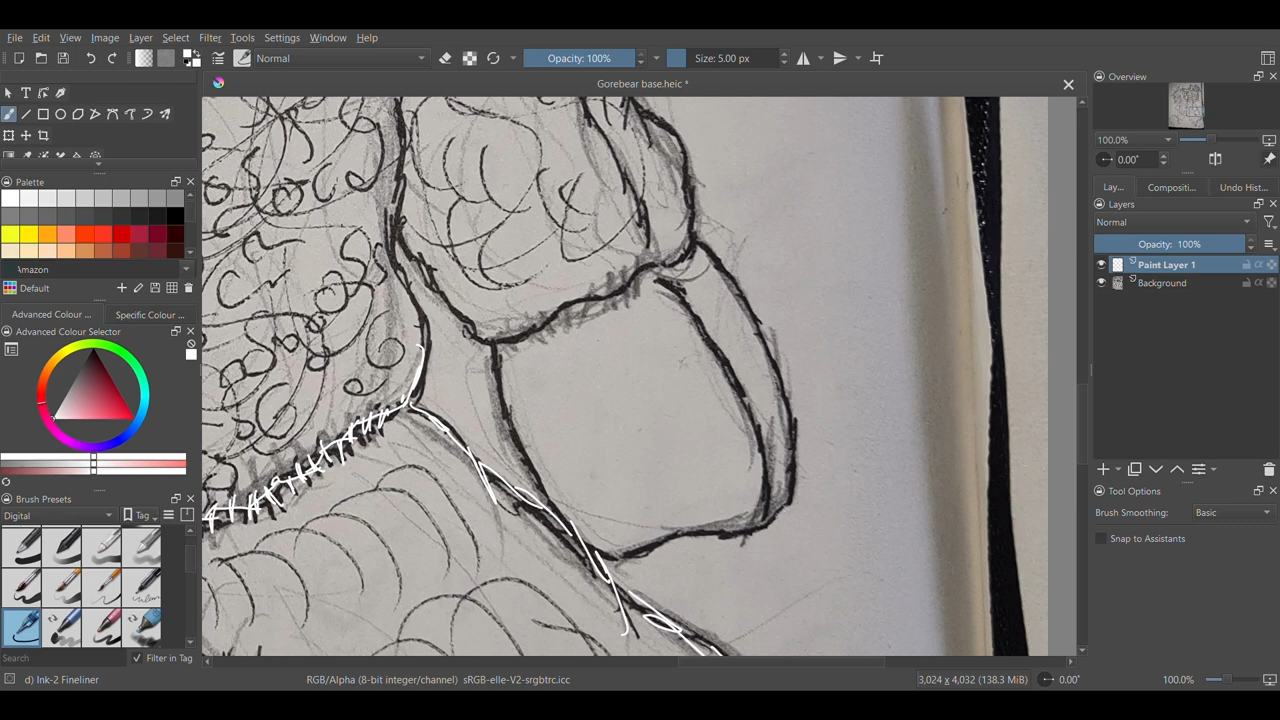 File Edit View Image Layer Select Filter Tools Settings Window Help
Normal Opacity: 100% Size: 5.00 px
Gorebear base.heic *
Overview
100.0%
0.00°
Palette
Lay... Compositi... Undo Hist...
Layers
Normal
Opacity: 100%
Paint Layer 1
Background
Amazon
Default
Advanced Colour ... Specific Colour ...
Advanced Colour Selector
Tool Options
Brush Smoothing: Basic
Snap to Assistants
Brush Presets
Digital Tag
Search Filter in Tag
d) Ink-2 Fineliner RGB/Alpha (8-bit integer/channel) sRGB-elle-V2-srgbtrc.icc 3,024 x 4,032 (138.3 MiB) 0.00° 100.0%